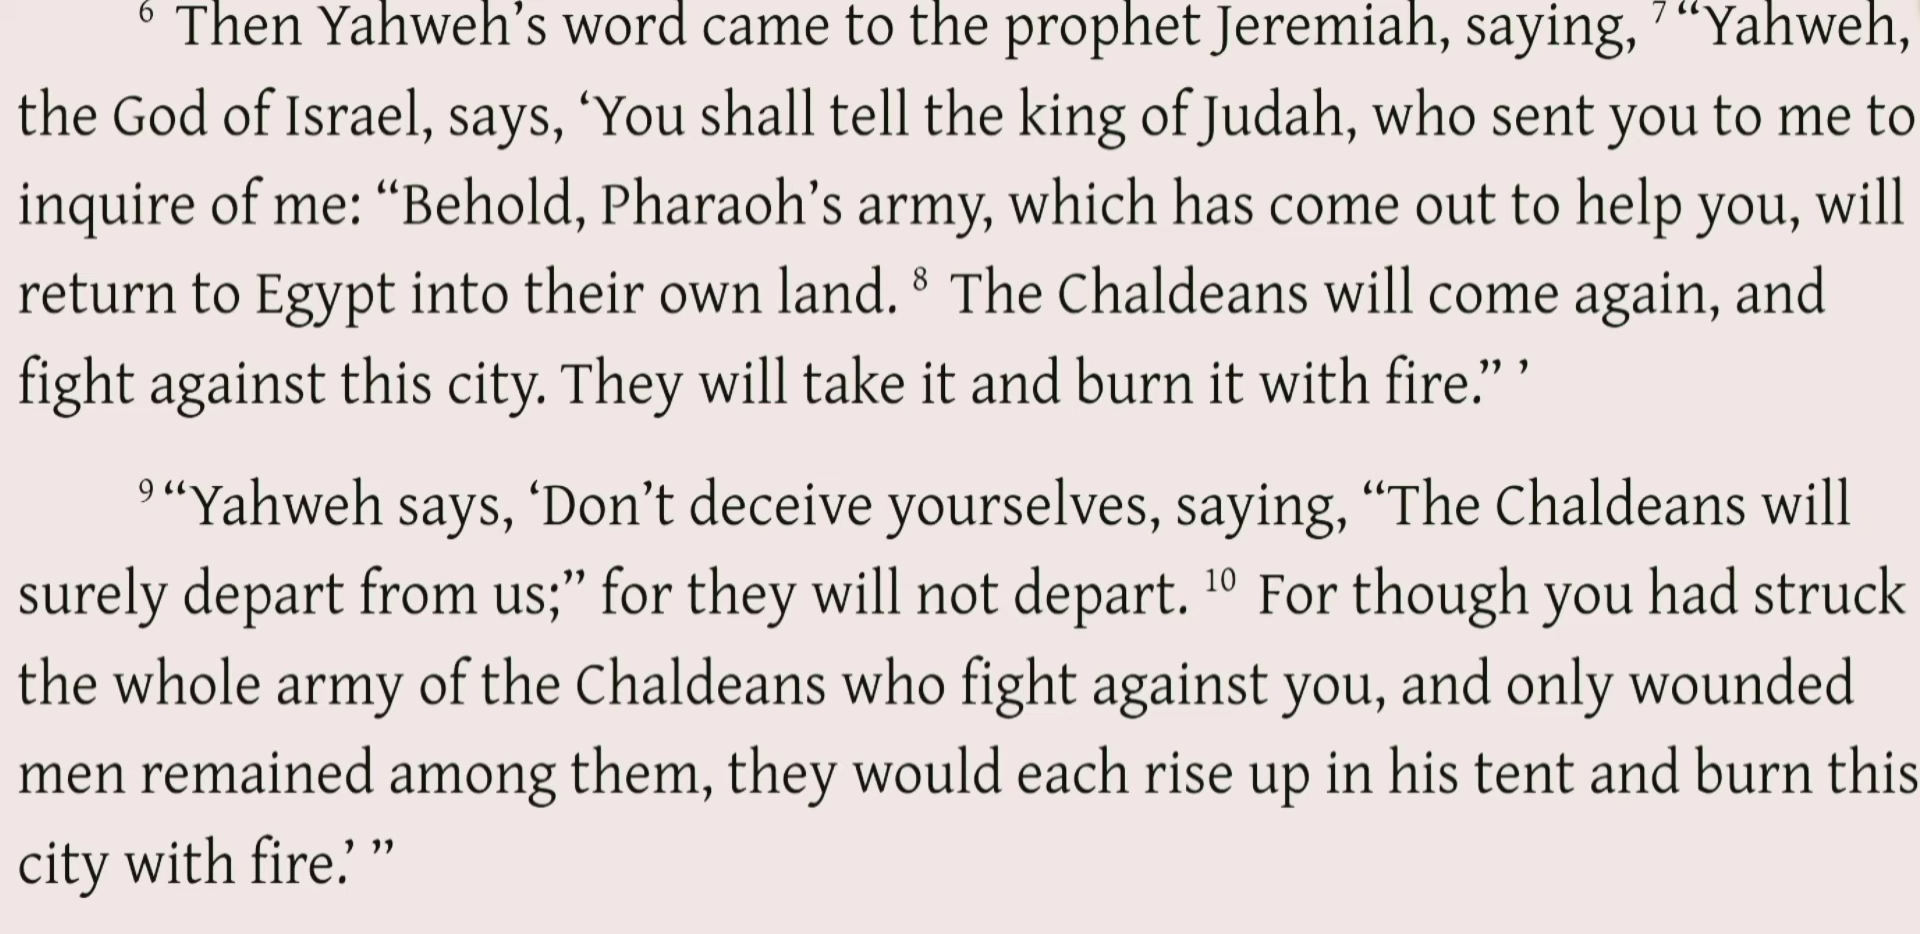 6 Then Yahweh’s word came to the prophet Jeremiah, saying, 7 “Yahweh,
the God of Israel, says, ‘You shall tell the king of Judah, who sent you to me to
inquire of me: “Behold, Pharaoh’s army, which has come out to help you, will
return to Egypt into their own land. 8 The Chaldeans will come again, and
fight against this city. They will take it and burn it with fire.” ’
9 “Yahweh says, ‘Don’t deceive yourselves, saying, “The Chaldeans will
surely depart from us;” for they will not depart. 10 For though you had struck
the whole army of the Chaldeans who fight against you, and only wounded
men remained among them, they would each rise up in his tent and burn this
city with fire.’ ”